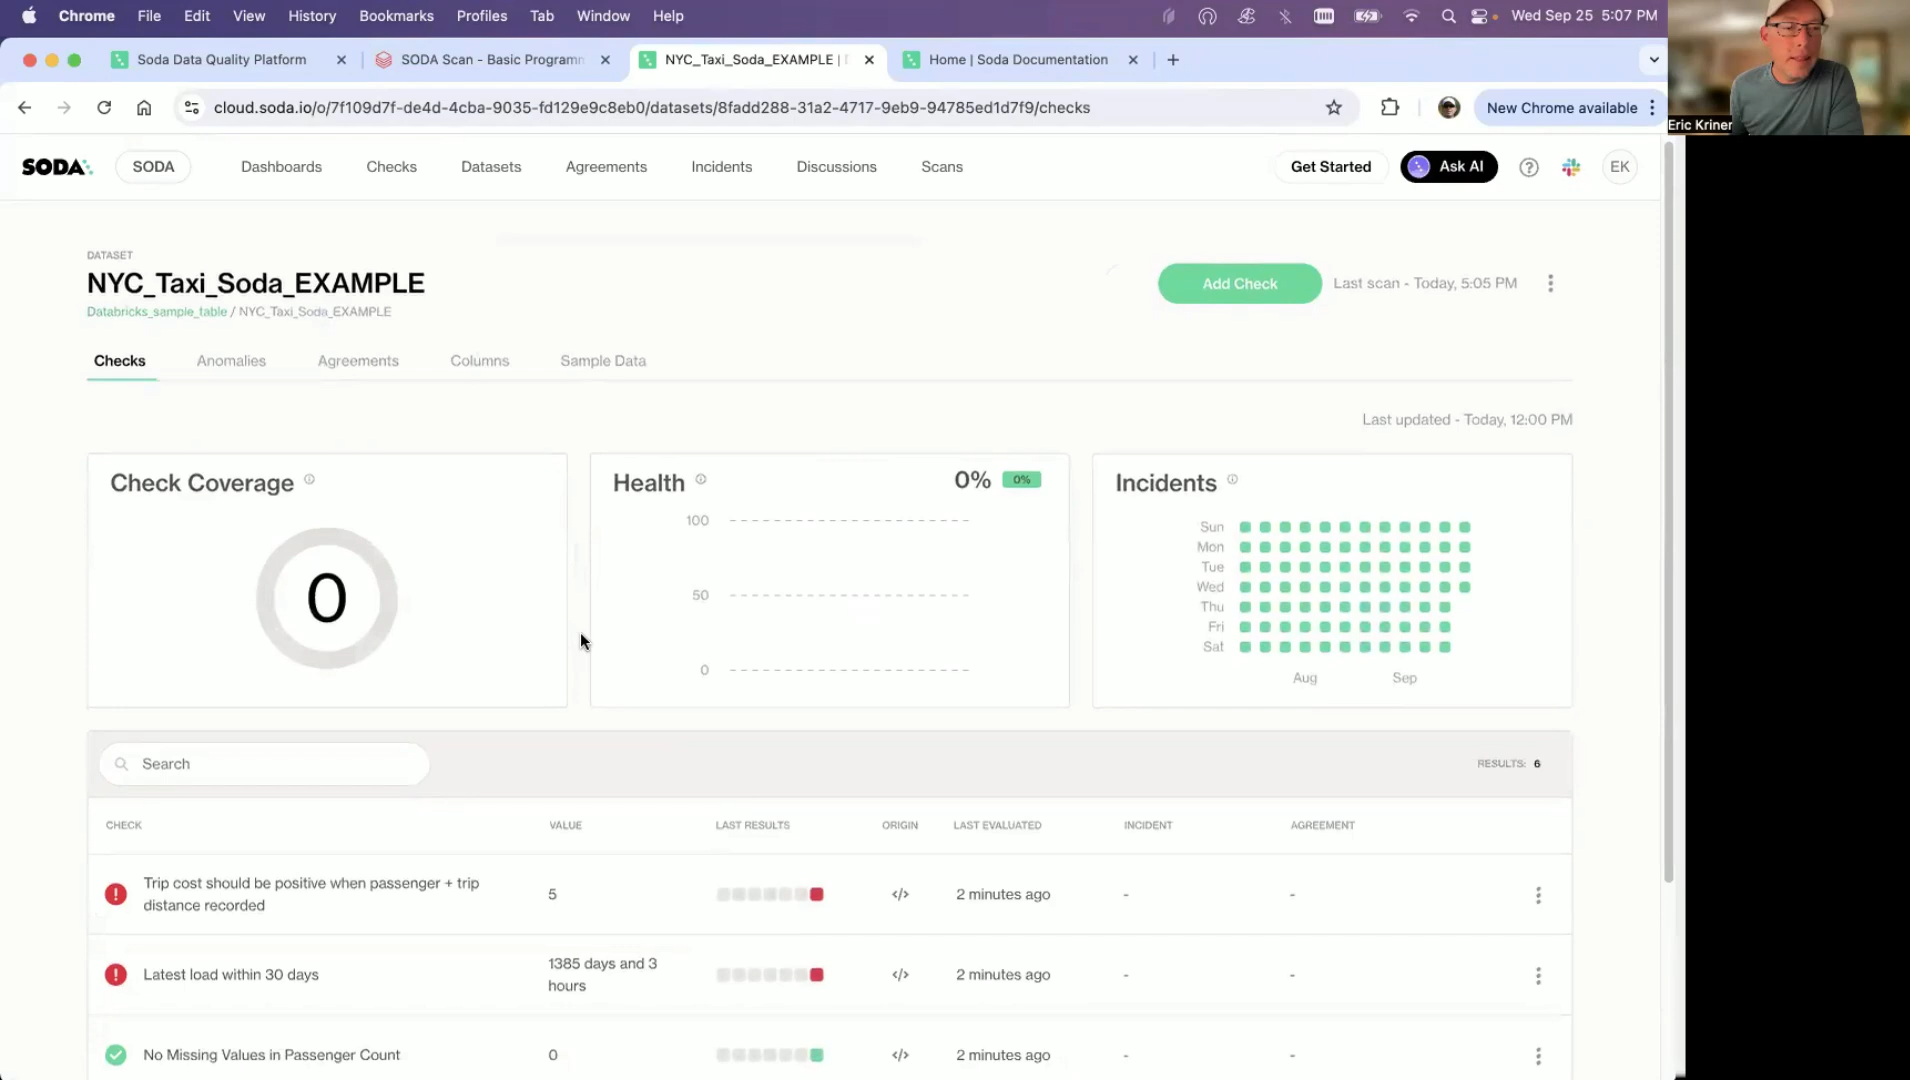 Chrome File Edit View History Bookmarks Profiles Tab Window Help Wed Sep 25 5:07 PM
Soda Data Quality Platform SODA Scan - Basic Programm NYC_Taxi_Soda_EXAMPLE | Home | Soda Documentation
cloud.soda.io/o/7f109d7f-de4d-4cba-9035-fd129e9c8eb0/datasets/8fadd288-31a2-4717-9eb9-94785ed1d7f9/checks New Chrome available
Eric Kriner
SODA SODA Dashboards Checks Datasets Agreements Incidents Discussions Scans Get Started Ask AI EK
DATASET
NYC_Taxi_Soda_EXAMPLE
Databricks_sample_table / NYC_Taxi_Soda_EXAMPLE
Add Check Last scan - Today, 5:05 PM
Checks Anomalies Agreements Columns Sample Data
Last updated - Today, 12:00 PM
Check Coverage
0
Health 0% 0%
100
50
0
Incidents
Sun
Mon
Tue
Wed
Thu
Fri
Sat
Aug Sep
Search RESULTS: 6
CHECK VALUE LAST RESULTS ORIGIN LAST EVALUATED INCIDENT AGREEMENT
Trip cost should be positive when passenger + trip
distance recorded 5 </> 2 minutes ago - -
Latest load within 30 days 1385 days and 3
hours </> 2 minutes ago - -
No Missing Values in Passenger Count 0 </> 2 minutes ago - -